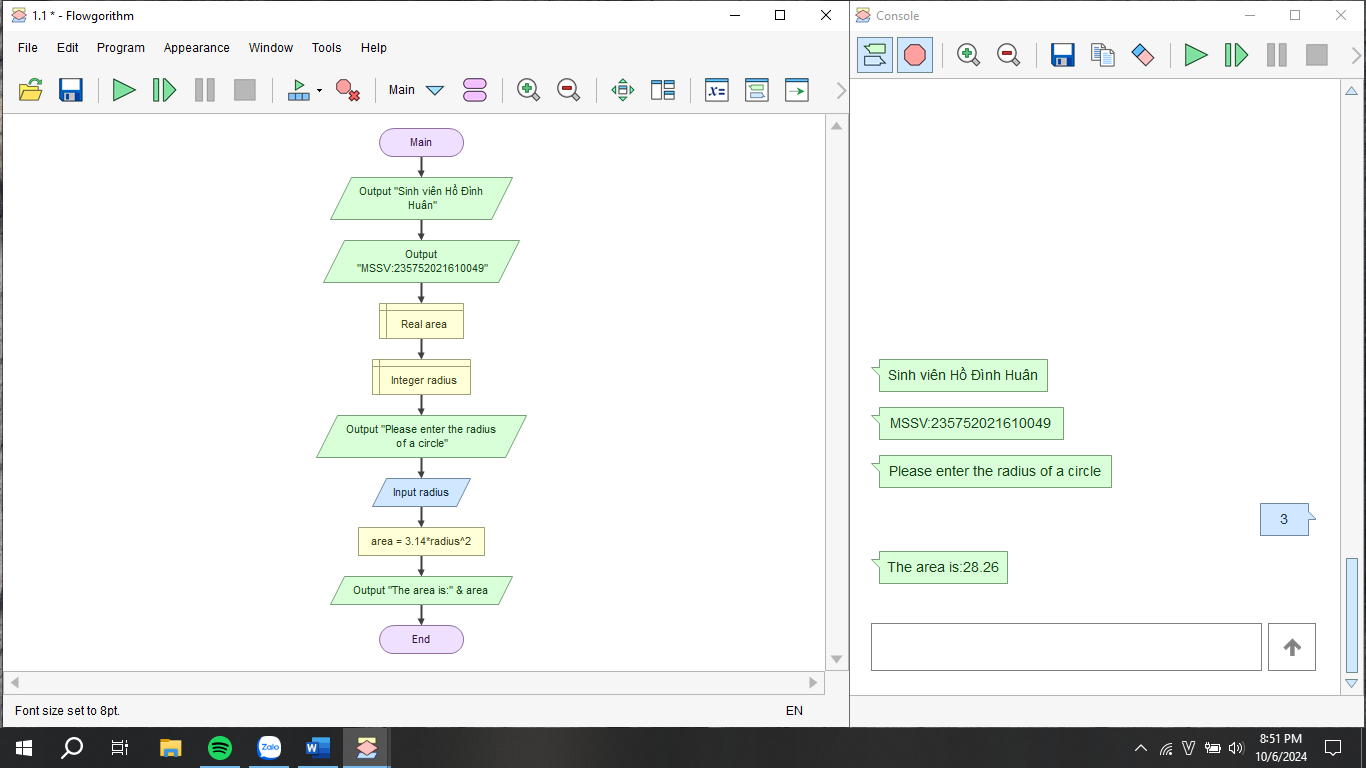 1.1 * - Flowgorithm
File Edit Program Appearance Window Tools Help
Main
Main
Output "Sinh viên Hồ Đình
Huân"
Output
"MSSV:235752021610049"
Real area
Integer radius
Output "Please enter the radius
of a circle"
Input radius
area = 3.14*radius^2
Output "The area is:" & area
End
Font size set to 8pt.
EN
Console
Sinh viên Hồ Đình Huân
MSSV:235752021610049
Please enter the radius of a circle
3
The area is:28.26
Zalo
W
8:51 PM
10/6/2024